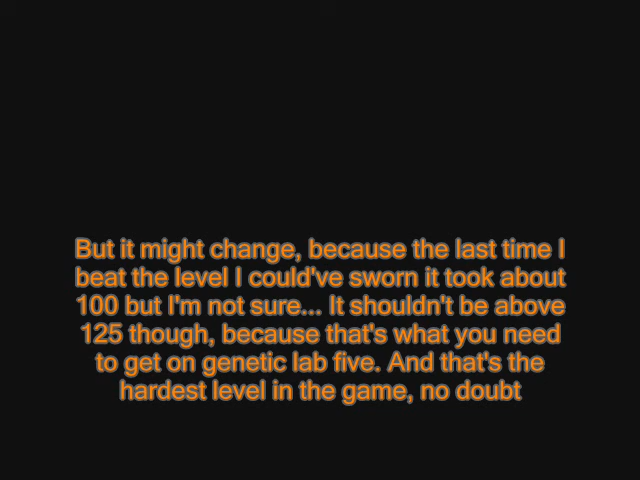 But it might change, because the last time I
beat the level I could've sworn it took about
100 but I'm not sure... It shouldn't be above
125 though, because that's what you need
to get on genetic lab five. And that's the
hardest level in the game, no doubt